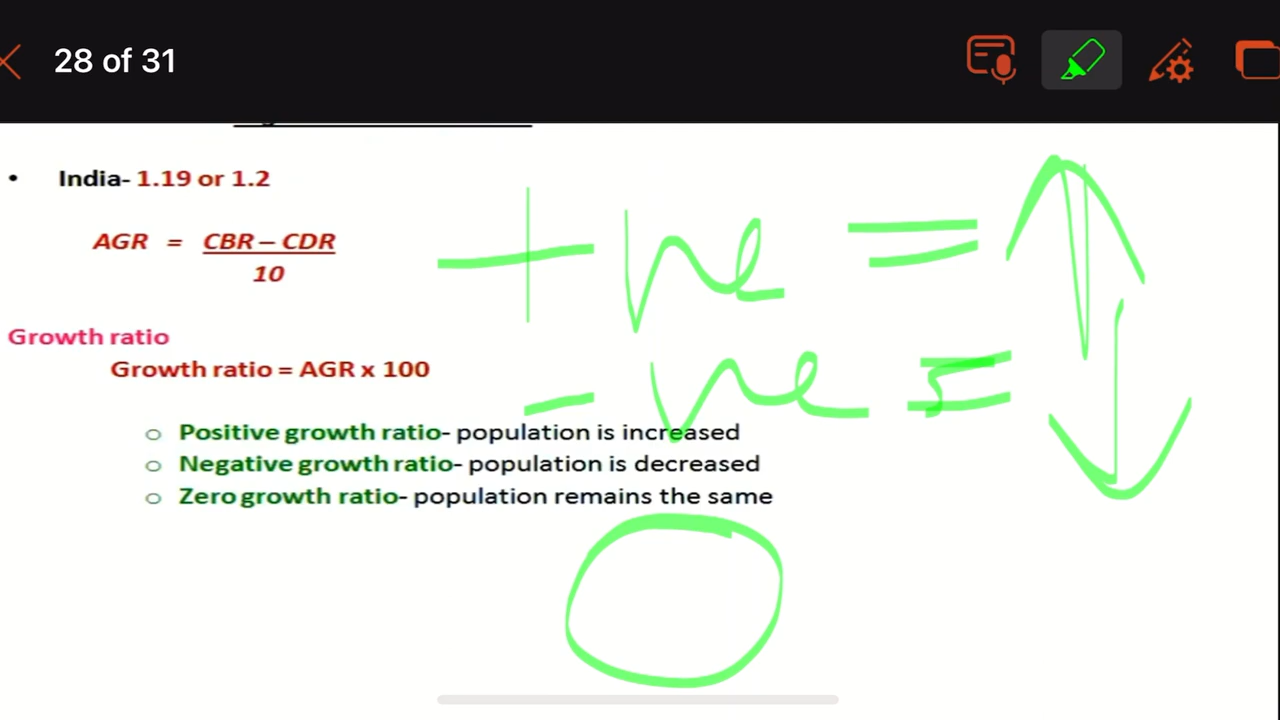 28 of 31
• India- 1.19 or 1.2
AGR = CBR – CDR
10
+ve =
- ve =
Growth ratio
Growth ratio = AGR x 100
o Positive growth ratio- population is increased
o Negative growth ratio- population is decreased
o Zero growth ratio- population remains the same